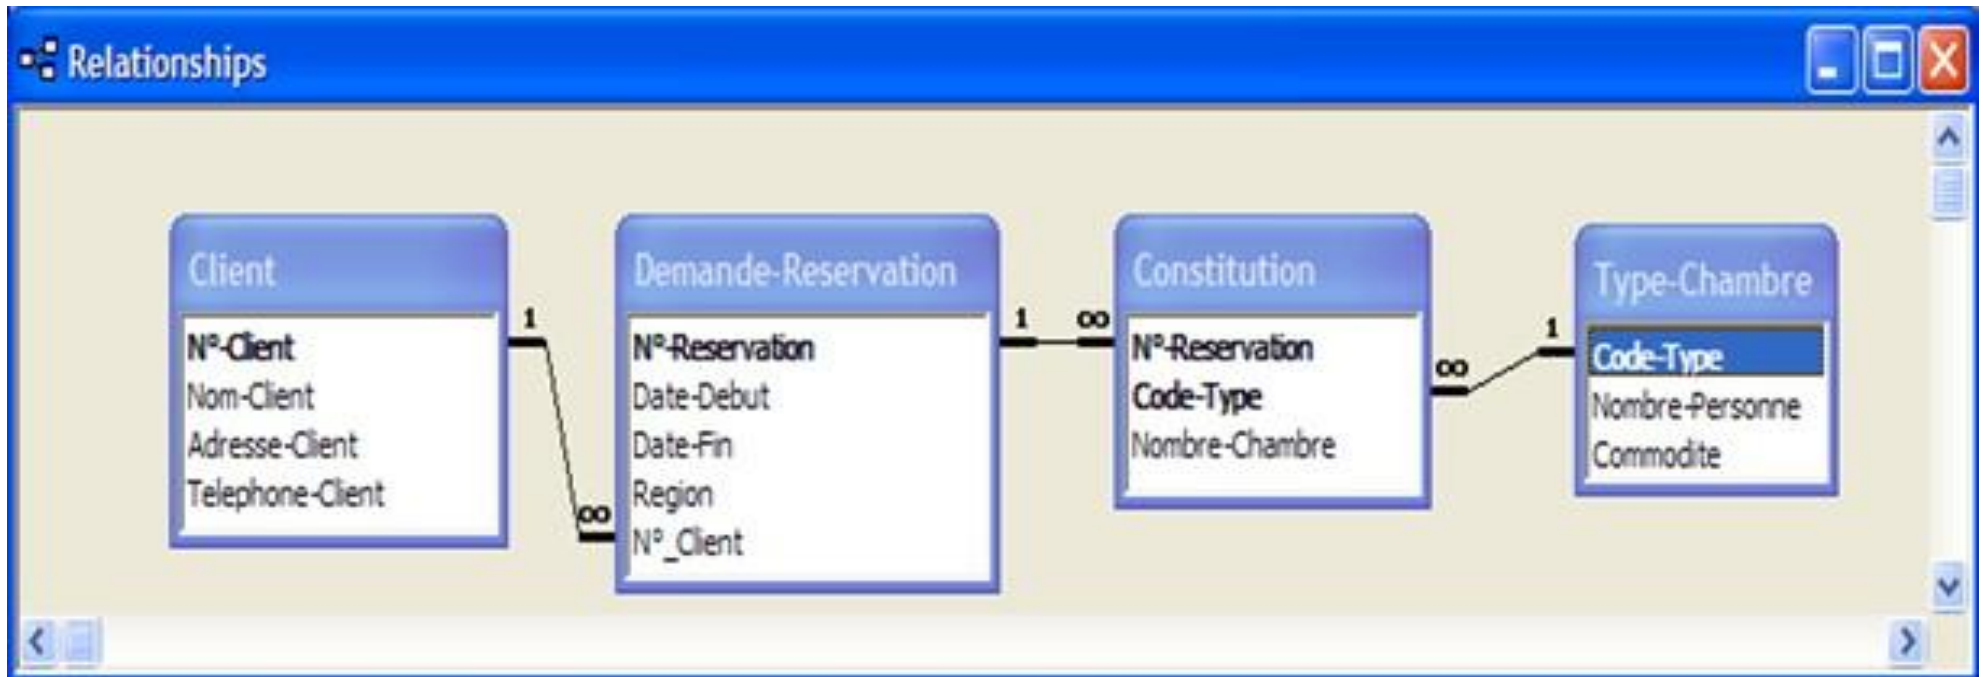 Relationships
Client
N°-Client
Nom-Client
Adresse-Client
Telephone-Client
1
∞
Demande-Reservation
N°-Reservation
Date-Debut
Date-Fin
Region
N°_Client
1
∞
Constitution
N°-Reservation
Code-Type
Nombre-Chambre
∞
1
Type-Chambre
Code-Type
Nombre-Personne
Commodite